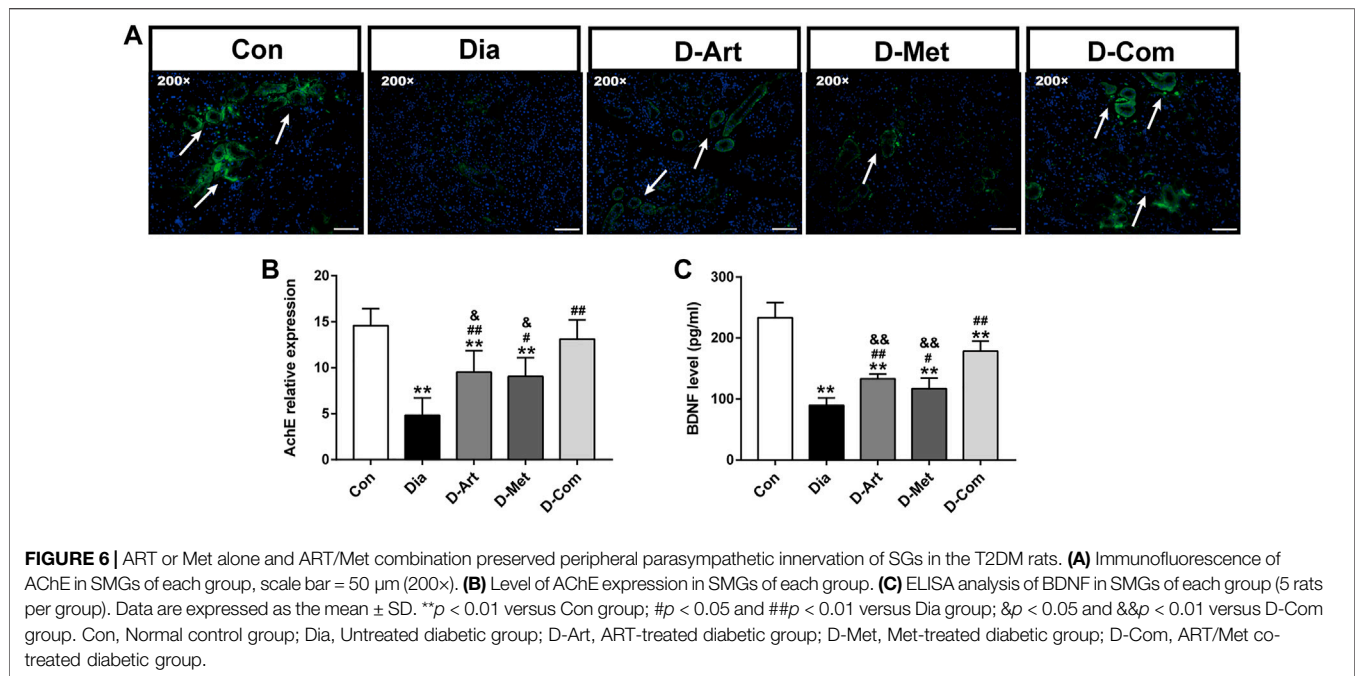 A
Con
Dia
D-Art
D-Met
D-Com
200×
200×
200×
200×
200×
B
AchE relative expression
20
15
10
5
0
**
&
##
**
&
#
**
##
Con
Dia
D-Art
D-Met
D-Com
C
BDNF level (pg/ml)
300
200
100
0
**
&&
##
**
&&
#
**
##
**
Con
Dia
D-Art
D-Met
D-Com
FIGURE 6 | ART or Met alone and ART/Met combination preserved peripheral parasympathetic innervation of SGs in the T2DM rats. (A) Immunofluorescence of
AChE in SMGs of each group, scale bar = 50 μm (200×). (B) Level of AChE expression in SMGs of each group. (C) ELISA analysis of BDNF in SMGs of each group (5 rats
per group). Data are expressed as the mean ± SD. **p < 0.01 versus Con group; #p < 0.05 and ##p < 0.01 versus Dia group; &p < 0.05 and &&p < 0.01 versus D-Com
group. Con, Normal control group; Dia, Untreated diabetic group; D-Art, ART-treated diabetic group; D-Met, Met-treated diabetic group; D-Com, ART/Met co-
treated diabetic group.